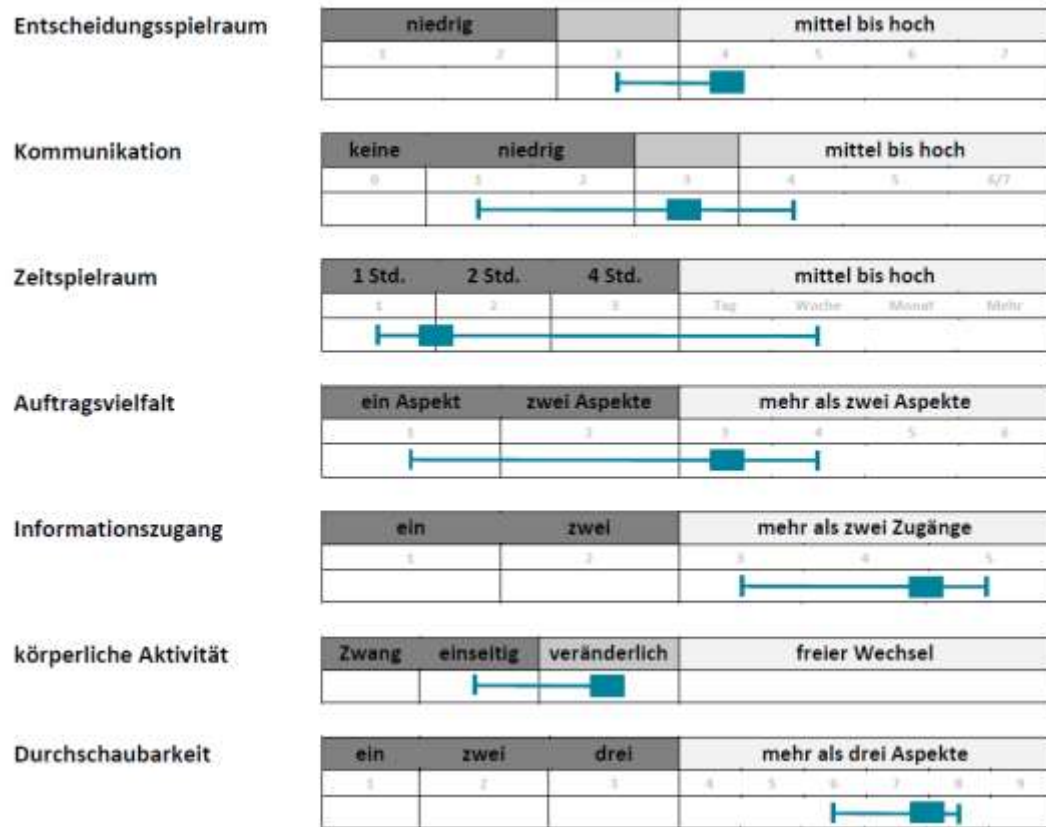 Entscheidungsspielraum niedrig mittel bis hoch
1 2 3 4 5 6 7
Kommunikation keine niedrig mittel bis hoch
0 1 2 3 4 5 6/7
Zeitspielraum 1 Std. 2 Std. 4 Std. mittel bis hoch
1 2 3 Tag Woche Monat Mehr
Auftragsvielfalt ein Aspekt zwei Aspekte mehr als zwei Aspekte
1 2 3 4 5 6
Informationszugang ein zwei mehr als zwei Zugänge
1 2 3 4 5
körperliche Aktivität Zwang einseitig veränderlich freier Wechsel
Durchschaubarkeit ein zwei drei mehr als drei Aspekte
1 2 3 4 5 6 7 8 9